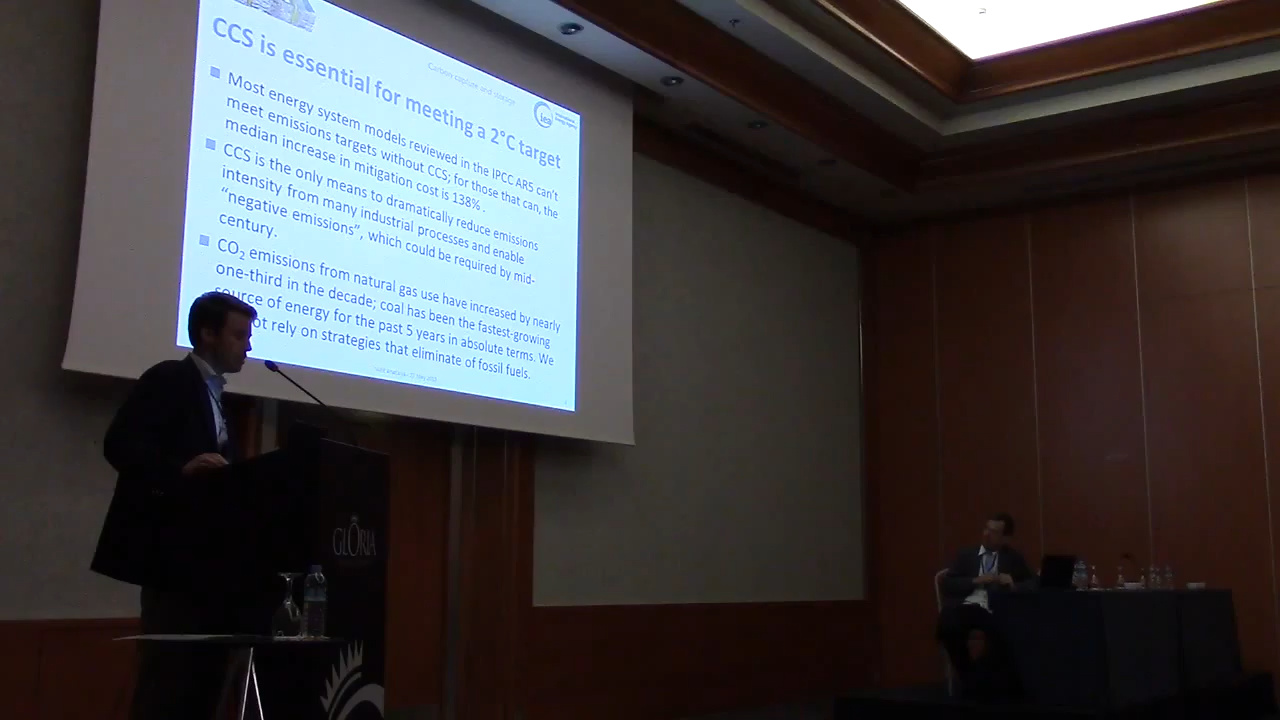 Carbon capture and storage
CCS is essential for meeting a 2°C target
iea
International
Energy Agency
Most energy system models reviewed in the IPCC AR5 can't
meet emissions targets without CCS; for those that can, the
median increase in mitigation cost is 138% .
CCS is the only means to dramatically reduce emissions
intensity from many industrial processes and enable
“negative emissions”, which could be required by mid-
century.
CO₂ emissions from natural gas use have increased by nearly
one-third in the decade; coal has been the fastest-growing
source of energy for the past 5 years in absolute terms. We
not rely on strategies that eliminate of fossil fuels.
GLORIA